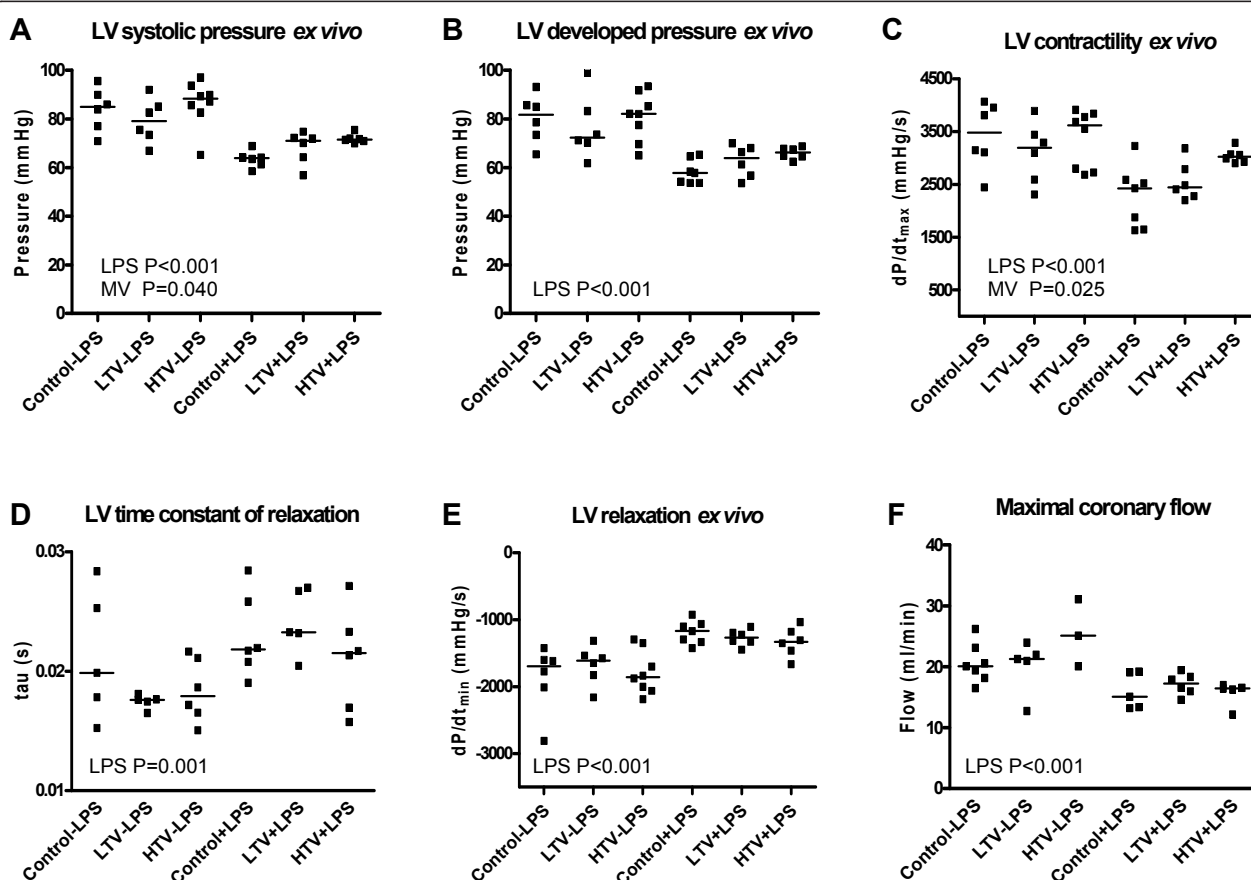 A
LV systolic pressure ex vivo
Pressure (mmHg)
100
80
60
40
20
0
LPS P<0.001
MV P=0.040
Control-LPS
LTV-LPS
HTV-LPS
Control+LPS
LTV+LPS
HTV+LPS
B
LV developed pressure ex vivo
Pressure (mmHg)
100
80
60
40
20
0
LPS P<0.001
Control-LPS
LTV-LPS
HTV-LPS
Control+LPS
LTV+LPS
HTV+LPS
C
LV contractility ex vivo
dP/dtmax (mmHg/s)
4500
3500
2500
1500
500
LPS P<0.001
MV P=0.025
Control-LPS
LTV-LPS
HTV-LPS
Control+LPS
LTV+LPS
HTV+LPS
D
LV time constant of relaxation
tau (s)
0.03
0.02
0.01
LPS P=0.001
Control-LPS
LTV-LPS
HTV-LPS
Control+LPS
LTV+LPS
HTV+LPS
E
LV relaxation ex vivo
dP/dtmin (mmHg/s)
0
-1000
-2000
-3000
LPS P<0.001
Control-LPS
LTV-LPS
HTV-LPS
Control+LPS
LTV+LPS
HTV+LPS
F
Maximal coronary flow
Flow (ml/min)
40
30
20
10
0
LPS P<0.001
Control-LPS
LTV-LPS
HTV-LPS
Control+LPS
LTV+LPS
HTV+LPS